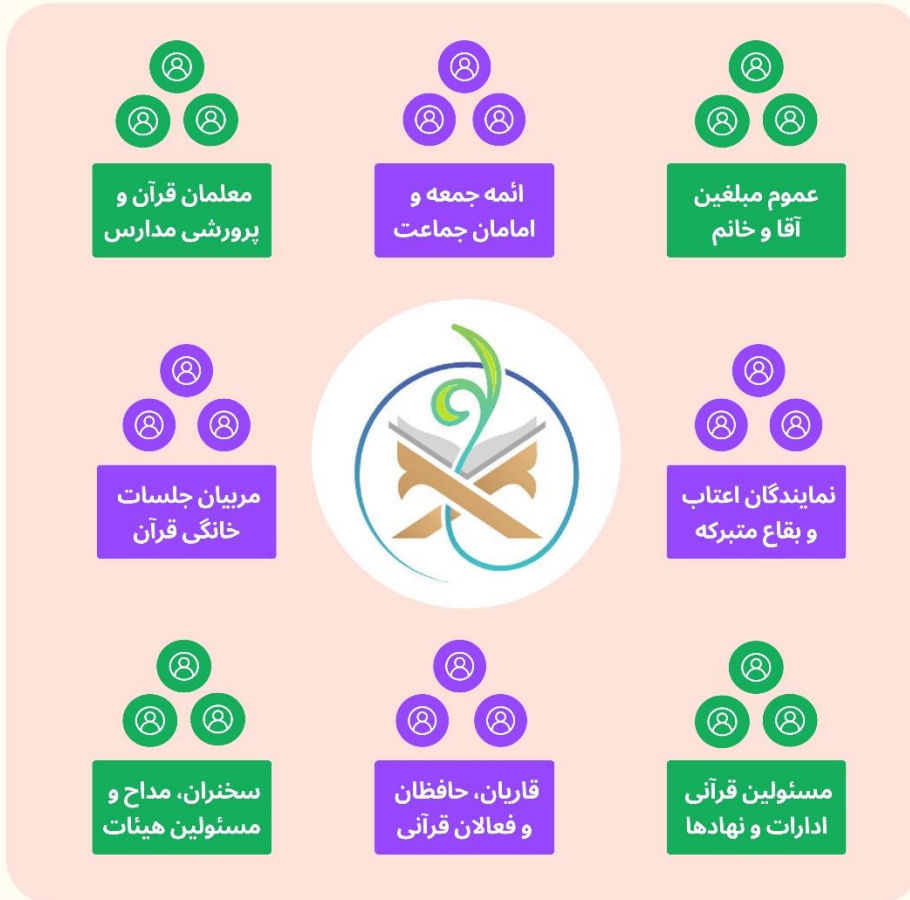 عموم مبلغین
آقا و خانم
ائمه جمعه و
امامان جماعت
معلمان قرآن و
پرورشی مدارس
نمایندگان اعتاب
و بقاع متبرکه
مربیان جلسات
خانگی قرآن
مسئولین قرآنی
ادارات و نهادها
قاریان، حافظان
و فعالان قرآنی
سخنران، مداح و
مسئولین هیئات